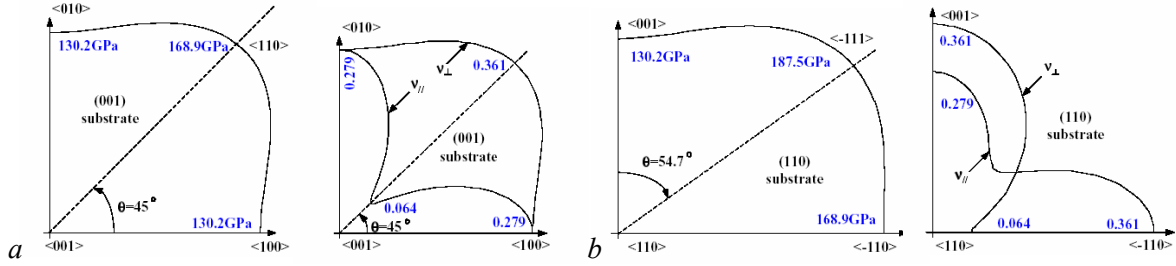 <010>
130.2GPa
168.9GPa
<110>
(001)
substrate
θ=45°
130.2GPa
<001>
<100>
a
<010>
0.279
ν⊥
0.361
ν//
(001)
substrate
0.064
0.279
θ=45°
<001>
<100>
<001>
130.2GPa
187.5GPa
<-111>
θ=54.7°
(110)
substrate
168.9GPa
<110>
<-110>
b
<001>
0.361
ν⊥
0.279
(110)
substrate
ν//
0.064
0.361
<110>
<-110>